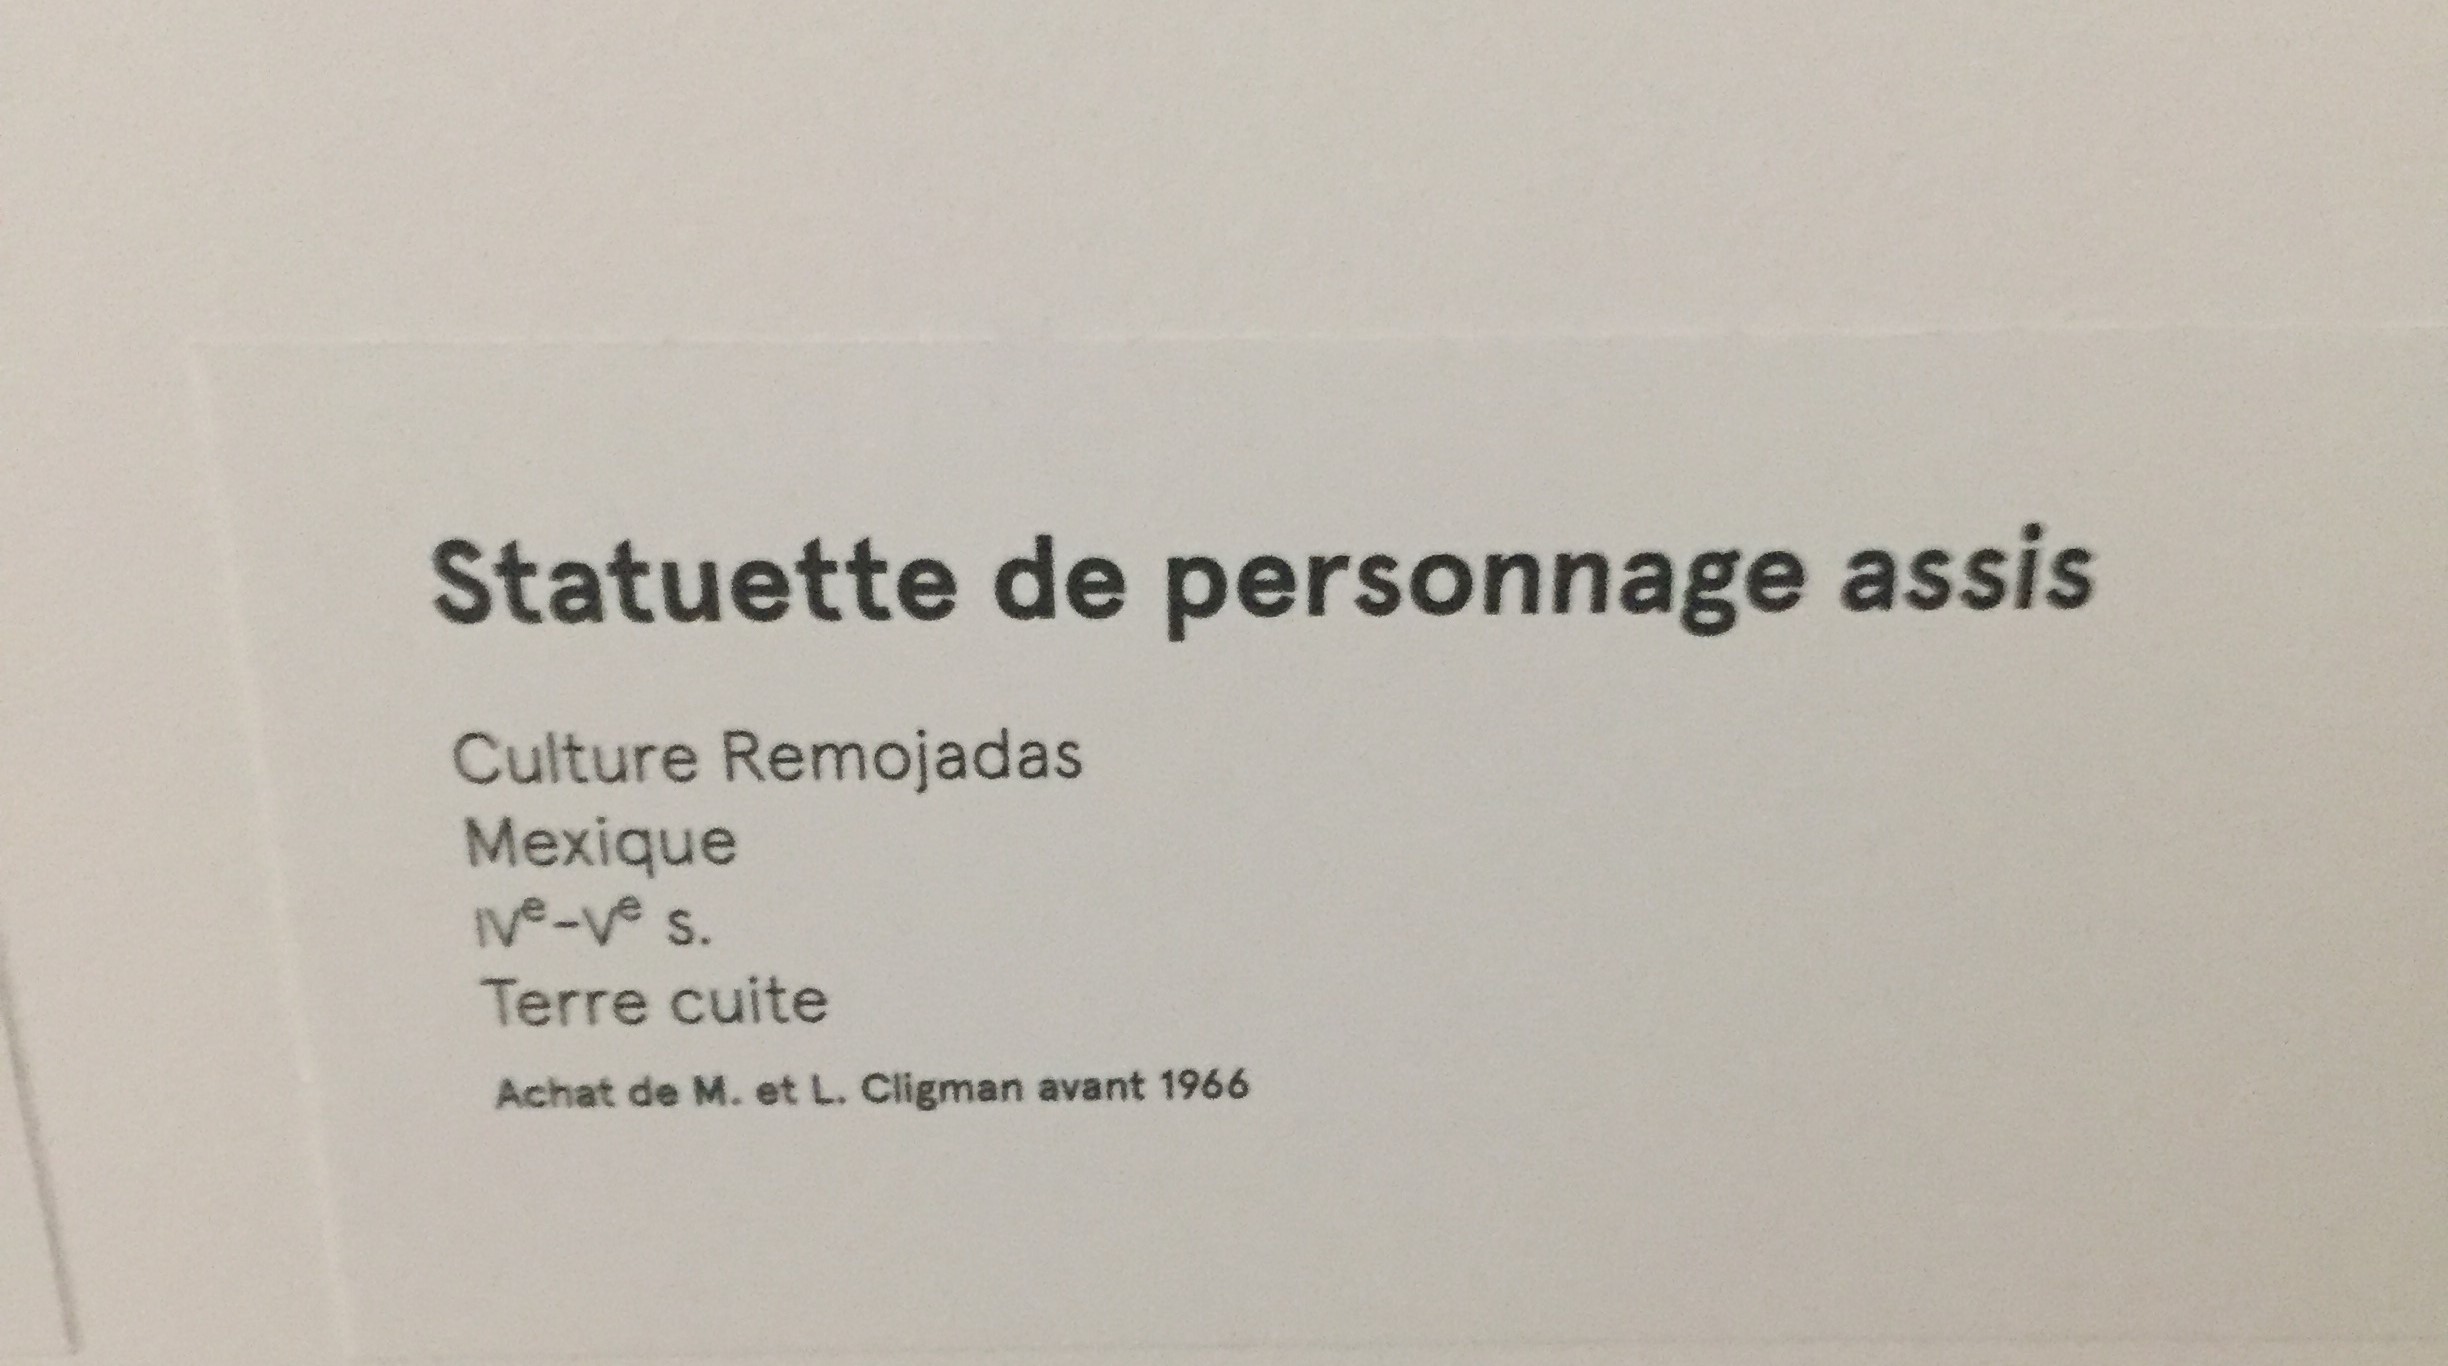 Statuette de personnage assis
Culture Remojadas
Mexique
IVe-Ve s.
Terre cuite
Achat de M. et L. Cligman avant 1966